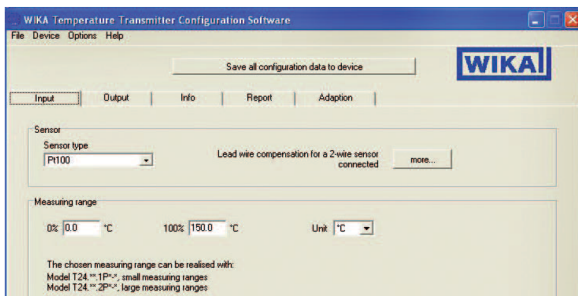 WIKA Temperature Transmitter Configuration Software
File Device Options Help
Save all configuration data to device
WIKA
Input Output Info Report Adaption
Sensor
Sensor type
Pt100
Lead wire compensation for a 2-wire sensor
connected
more...
Measuring range
0% 0.0 °C 100% 150.0 °C Unit °C
The chosen measuring range can be realised with:
Model T24.**.1P*-*, small measuring ranges
Model T24.**.2P*-*, large measuring ranges